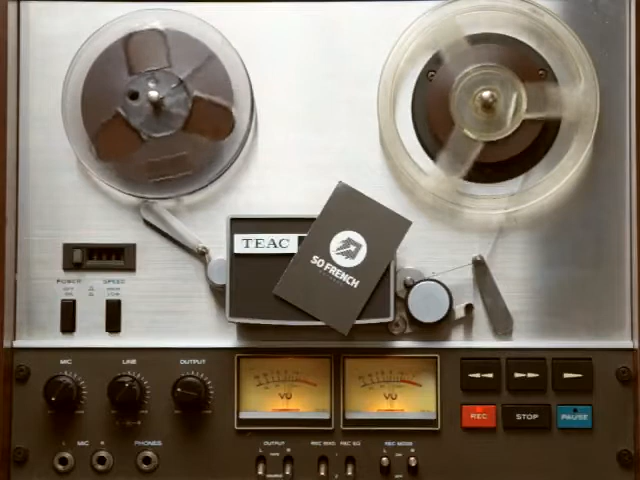 TEAC
SO FRENCH
POWER
SPEED
MIC
LINE
OUTPUT
VU
VU
REC
STOP
PAUSE
L
MIC
R
PHONES
OUTPUT
REC MODE